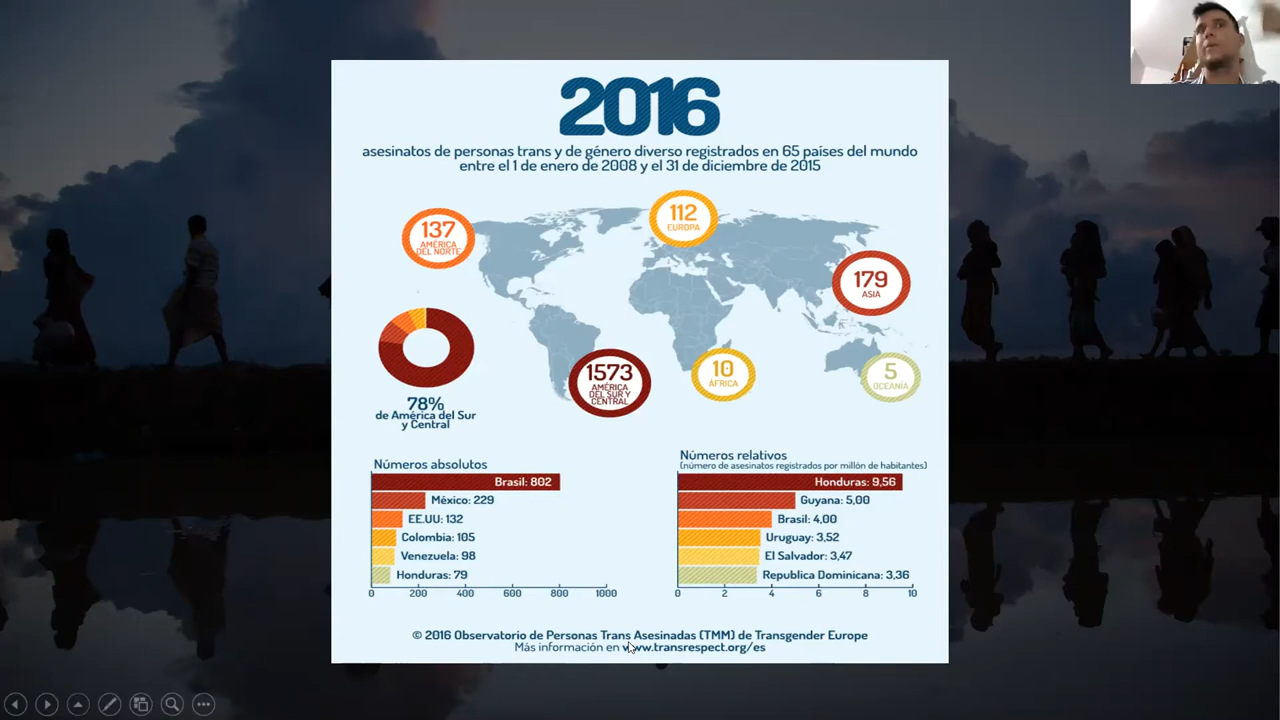 2016
asesinatos de personas trans y de género diverso registrados en 65 países del mundo
entre el 1 de enero de 2008 y el 31 de diciembre de 2015
137
AMÉRICA
DEL NORTE
112
EUROPA
179
ASIA
1573
AMÉRICA
DEL SUR Y
CENTRAL
10
ÁFRICA
5
OCEANÍA
78%
de América del Sur
y Central
Números absolutos
Brasil: 802
México: 229
EE.UU: 132
Colombia: 105
Venezuela: 98
Honduras: 79
0 200 400 600 800 1000
Números relativos
(número de asesinatos registrados por millón de habitantes)
Honduras: 9,56
Guyana: 5,00
Brasil: 4,00
Uruguay: 3,52
El Salvador: 3,47
Republica Dominicana: 3,36
0 2 4 6 8 10
© 2016 Observatorio de Personas Trans Asesinadas (TMM) de Transgender Europe
Más información en www.transrespect.org/es